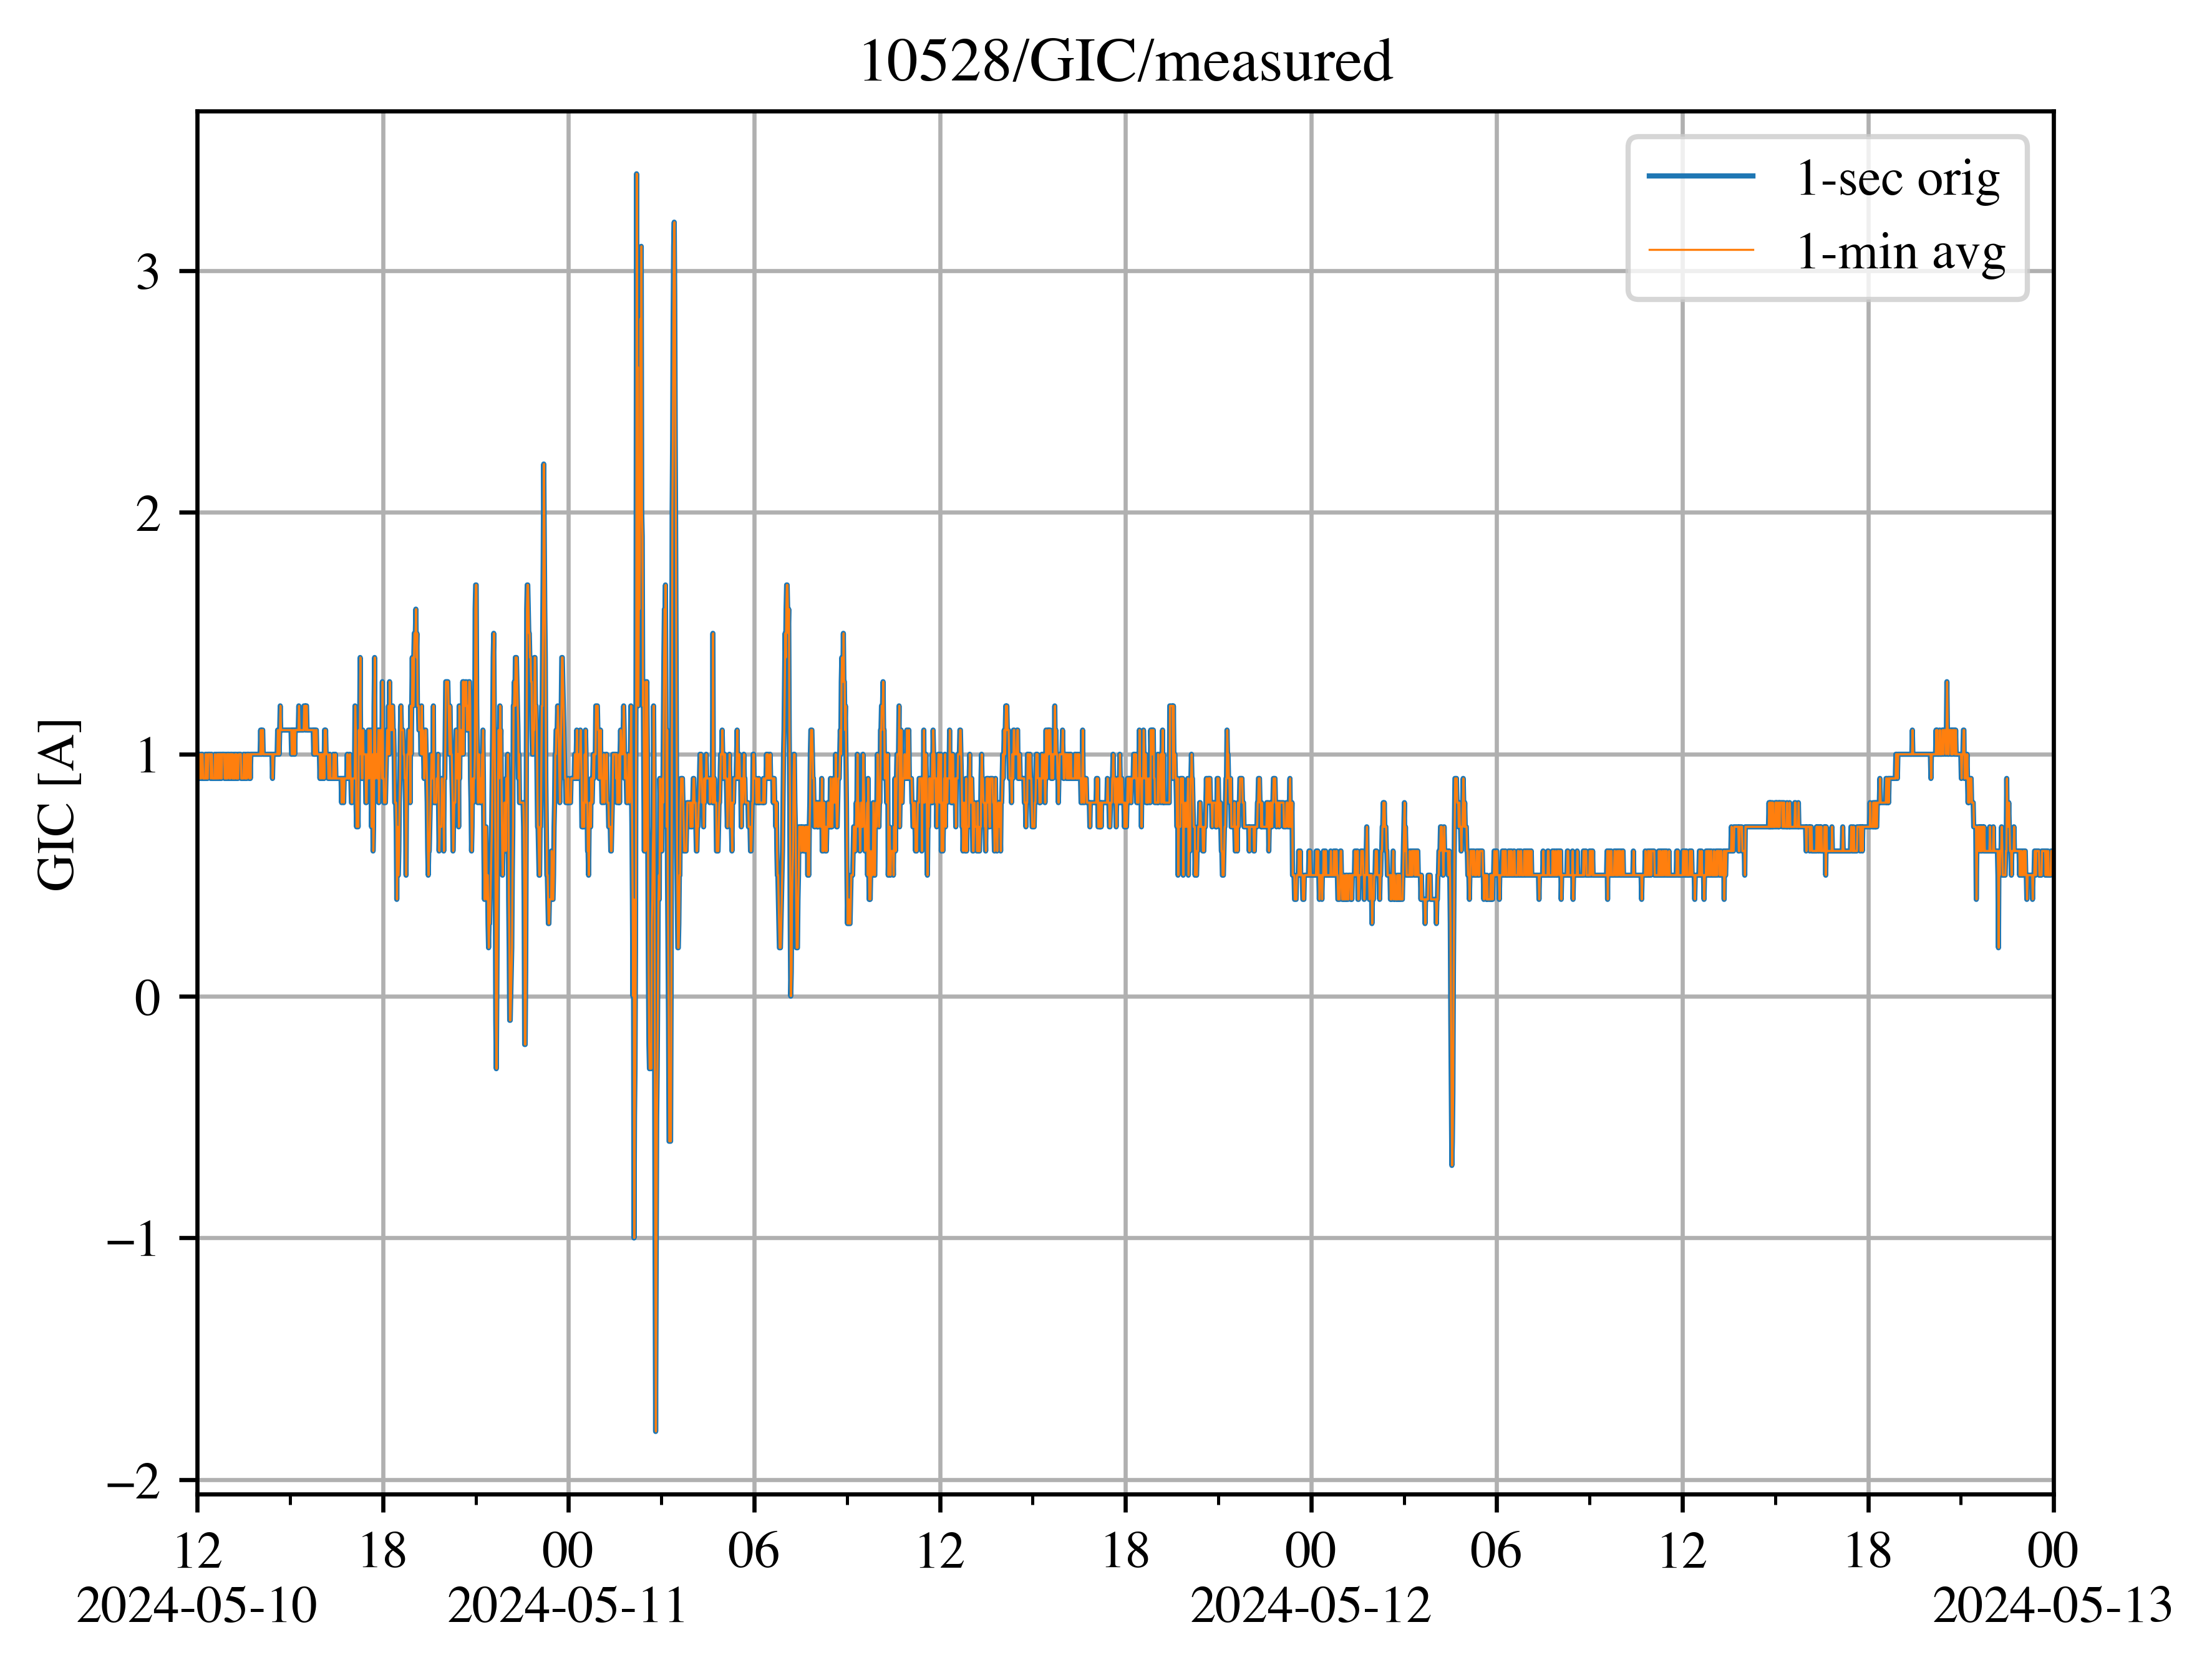 10528/GIC/measured
1-sec orig
1-min avg
GIC [A]
3
2
1
0
−1
−2
12 18 00 06 12 18 00 06 12 18 00
2024-05-10 2024-05-11 2024-05-12 2024-05-13